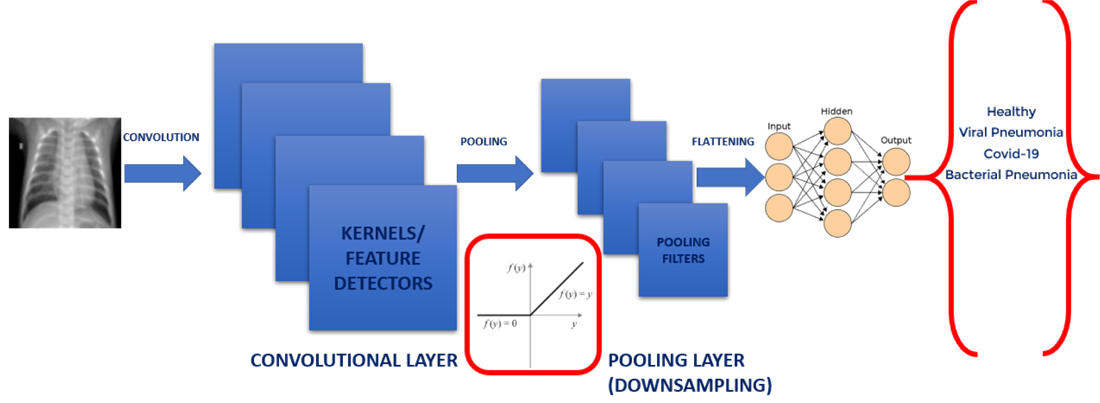 CONVOLUTION
KERNELS/
FEATURE
DETECTORS
CONVOLUTIONAL LAYER
f(y)
f(y) = y
f(y) = 0
y
POOLING
POOLING
FILTERS
POOLING LAYER
(DOWNSAMPLING)
FLATTENING
Input
Hidden
Output
Healthy
Viral Pneumonia
Covid-19
Bacterial Pneumonia